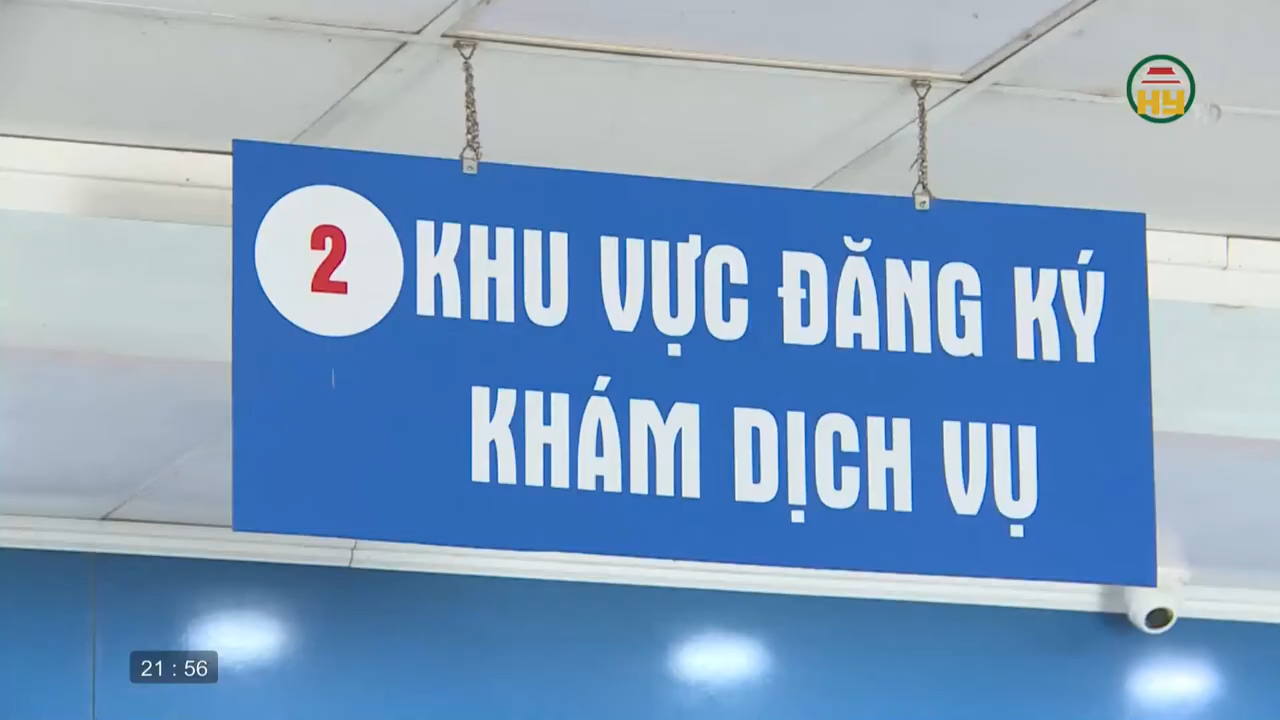 HY
2 KHU VỰC ĐĂNG KÝ
KHÁM DỊCH VỤ
21 : 56